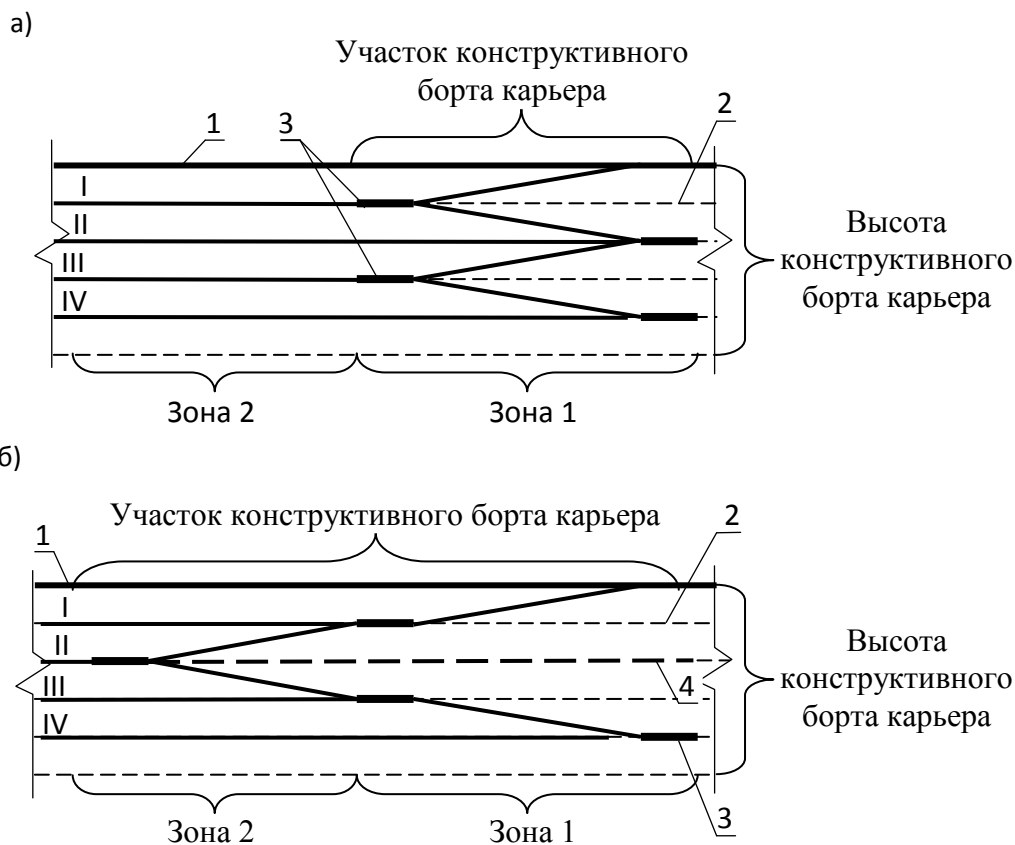 а)
Участок конструктивного
борта карьера
1
3
2
I
II
III
IV
Высота
конструктивного
борта карьера
Зона 2
Зона 1
б)
Участок конструктивного борта карьера
1
2
I
II
III
IV
4
Высота
конструктивного
борта карьера
Зона 2
Зона 1
3